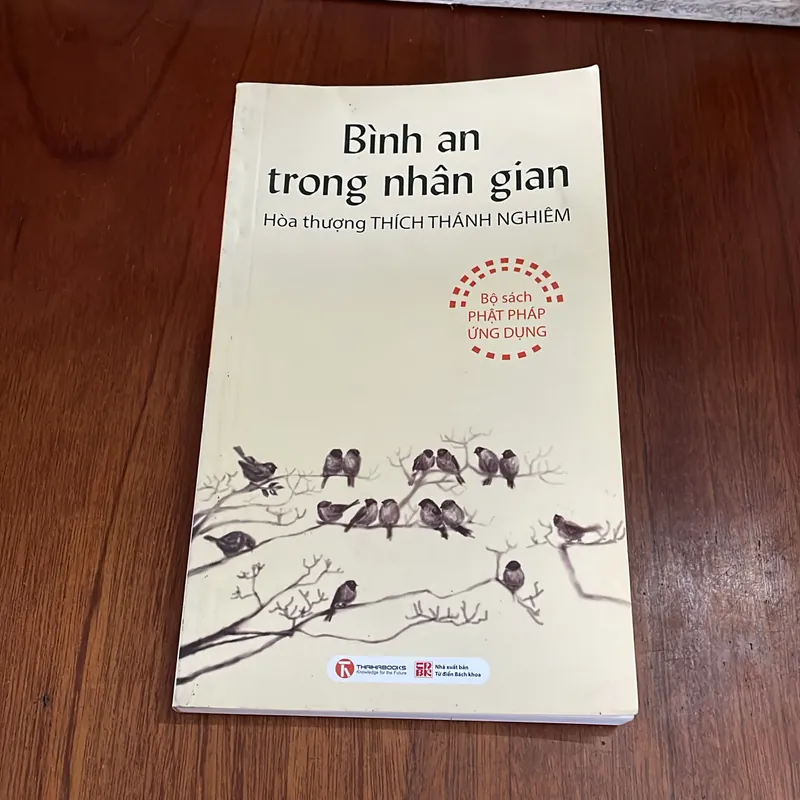 Bình an
trong nhân gian
Hòa thượng THÍCH THÁNH NGHIÊM
Bộ sách
PHẬT PHÁP
ỨNG DỤNG
THAIHABOOKS
Knowledge for the Future
Nhà xuất bản
Từ điển Bách khoa